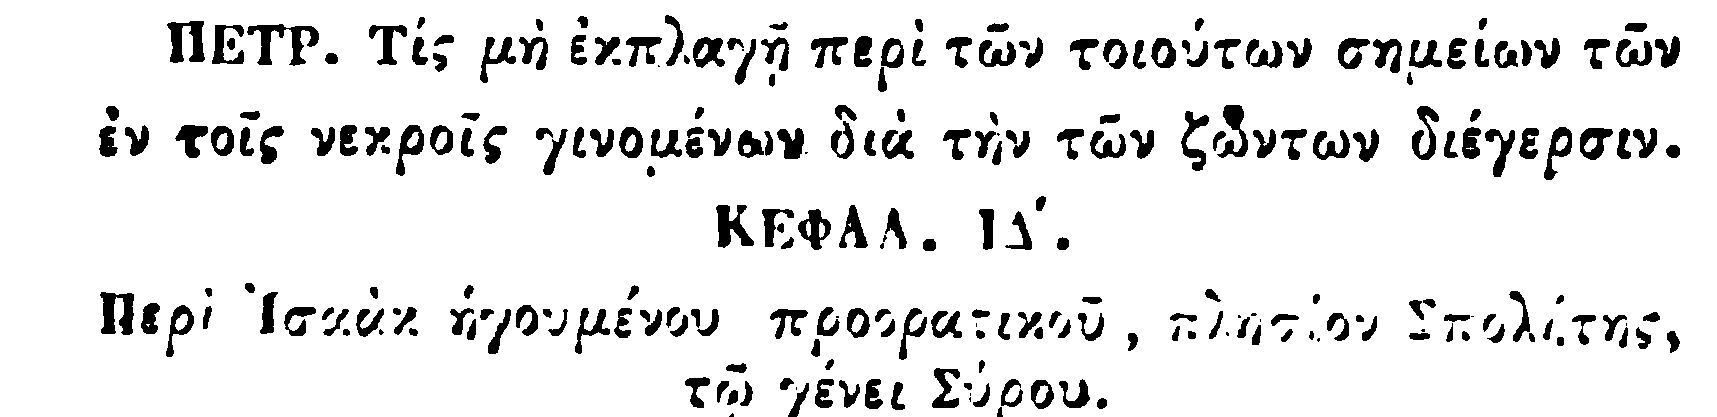 ΠΕΤΡ. Τίς μὴ ἐκπλαγῇ περὶ τῶν τοιούτων σημείων τῶν
ἐν τοῖς νεκροῖς γινομένων διὰ τὴν τῶν ζώντων διέγερσιν.
ΚΕΦΑΛ. ΙΔ΄.
Περὶ Ἰσαὰκ ἡγουμένου προορατικοῦ, πλησίον Σπολίτης,
τῷ γένει Σύρου.